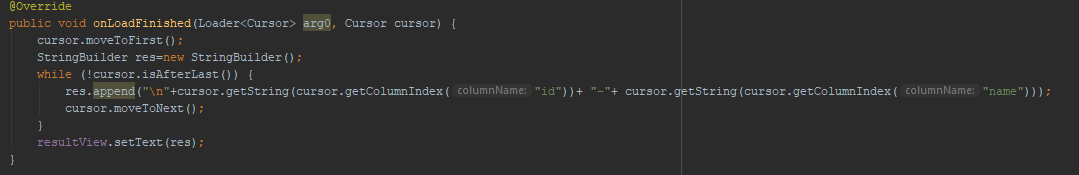 @Override
public void onLoadFinished(Loader<Cursor> arg0, Cursor cursor) {
cursor.moveToFirst();
StringBuilder res=new StringBuilder();
while (!cursor.isAfterLast()) {
res.append("\n"+cursor.getString(cursor.getColumnIndex( columnName: "id"))+ "-"+ cursor.getString(cursor.getColumnIndex( columnName: "name")));
cursor.moveToNext();
}
resultView.setText(res);
}